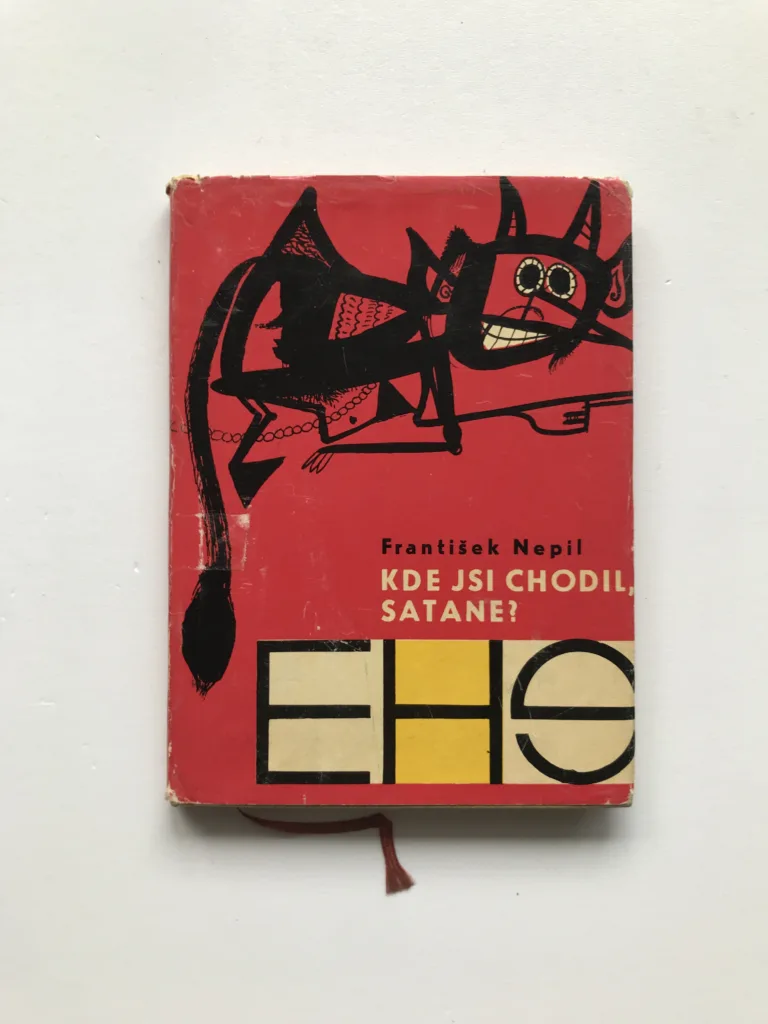 František Nepil
KDE JSI CHODIL,
SATANE?
EHS